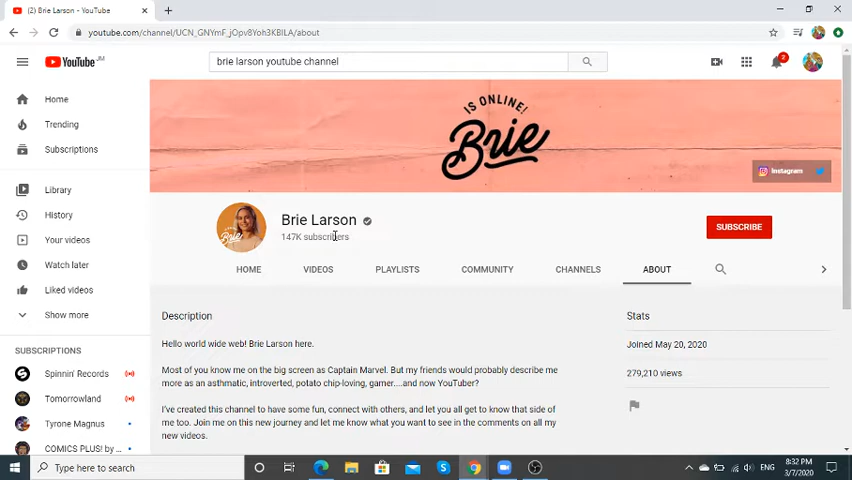 (2) Brie Larson - YouTube
youtube.com/channel/UCN_GNYmF_jOpv8Yoh3KBILA/about
YouTube JM
brie larson youtube channel
2
Home
Trending
Subscriptions
Library
History
Your videos
Watch later
Liked videos
Show more
SUBSCRIPTIONS
Spinnin' Records
Tomorrowland
Tyrone Magnus
COMICS PLUS! by ...
IS ONLINE!
Brie
Instagram
Brie
Brie Larson
147K subscribers
SUBSCRIBE
HOME VIDEOS PLAYLISTS COMMUNITY CHANNELS ABOUT
Description
Hello world wide web! Brie Larson here.
Most of you know me on the big screen as Captain Marvel. But my friends would probably describe me
more as an asthmatic, introverted, potato chip-loving, gamer....and now YouTuber?
I've created this channel to have some fun, connect with others, and let you all get to know that side of
me too. Join me on this new journey and let me know what you want to see in the comments on all my
new videos.
Stats
Joined May 20, 2020
279,210 views
Type here to search
ENG
8:32 PM
3/7/2020